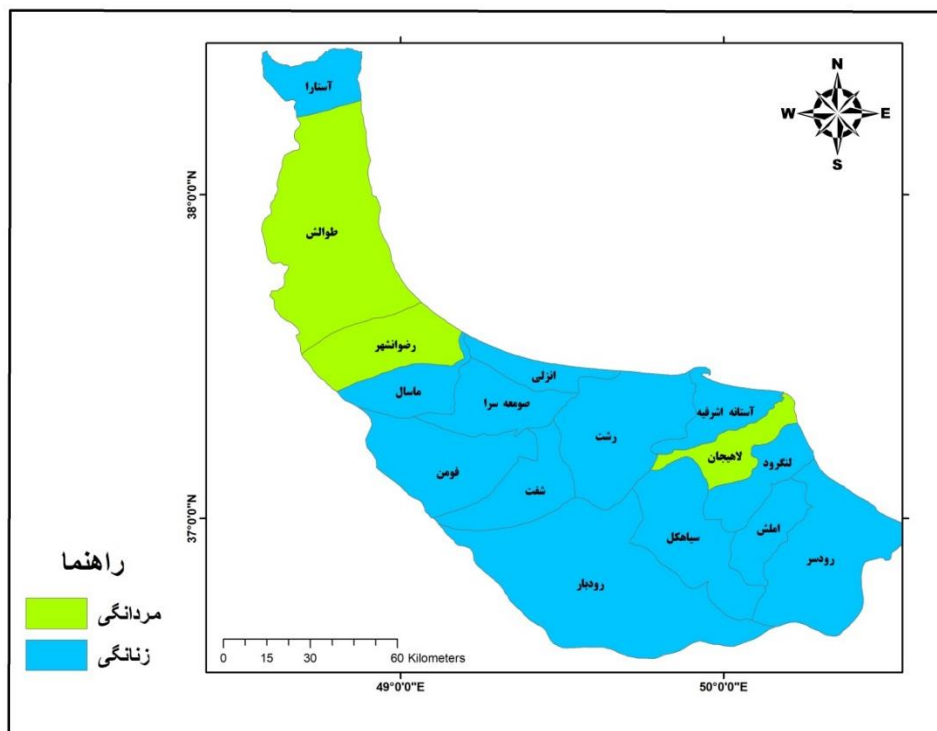 N
W E
S
آستارا
38°0'0"N
طوالش
رضوانشهر
انزلی
ماسال
صومعه سرا
آستانه اشرفیه
رشت
لاهیجان
لنگرود
فومن
شفت
37°0'0"N
املش
سیاهکل
رودسر
رودبار
راهنما
مردانگی
زنانگی
0 15 30 60 Kilometers
49°0'0"E 50°0'0"E